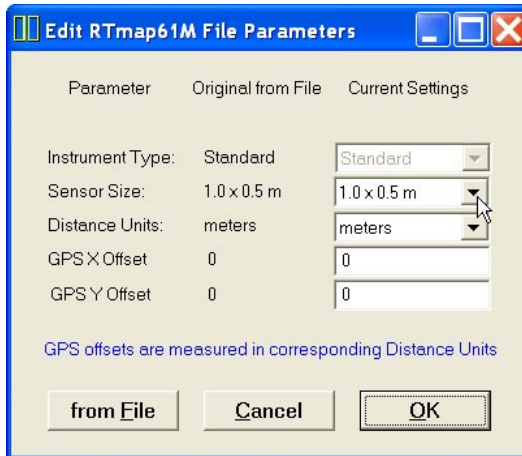 Edit RTmap61M File Parameters
Parameter Original from File Current Settings
Instrument Type: Standard Standard
Sensor Size: 1.0 x 0.5 m 1.0 x 0.5 m
Distance Units: meters meters
GPS X Offset 0 0
GPS Y Offset 0 0
GPS offsets are measured in corresponding Distance Units
from File Cancel OK